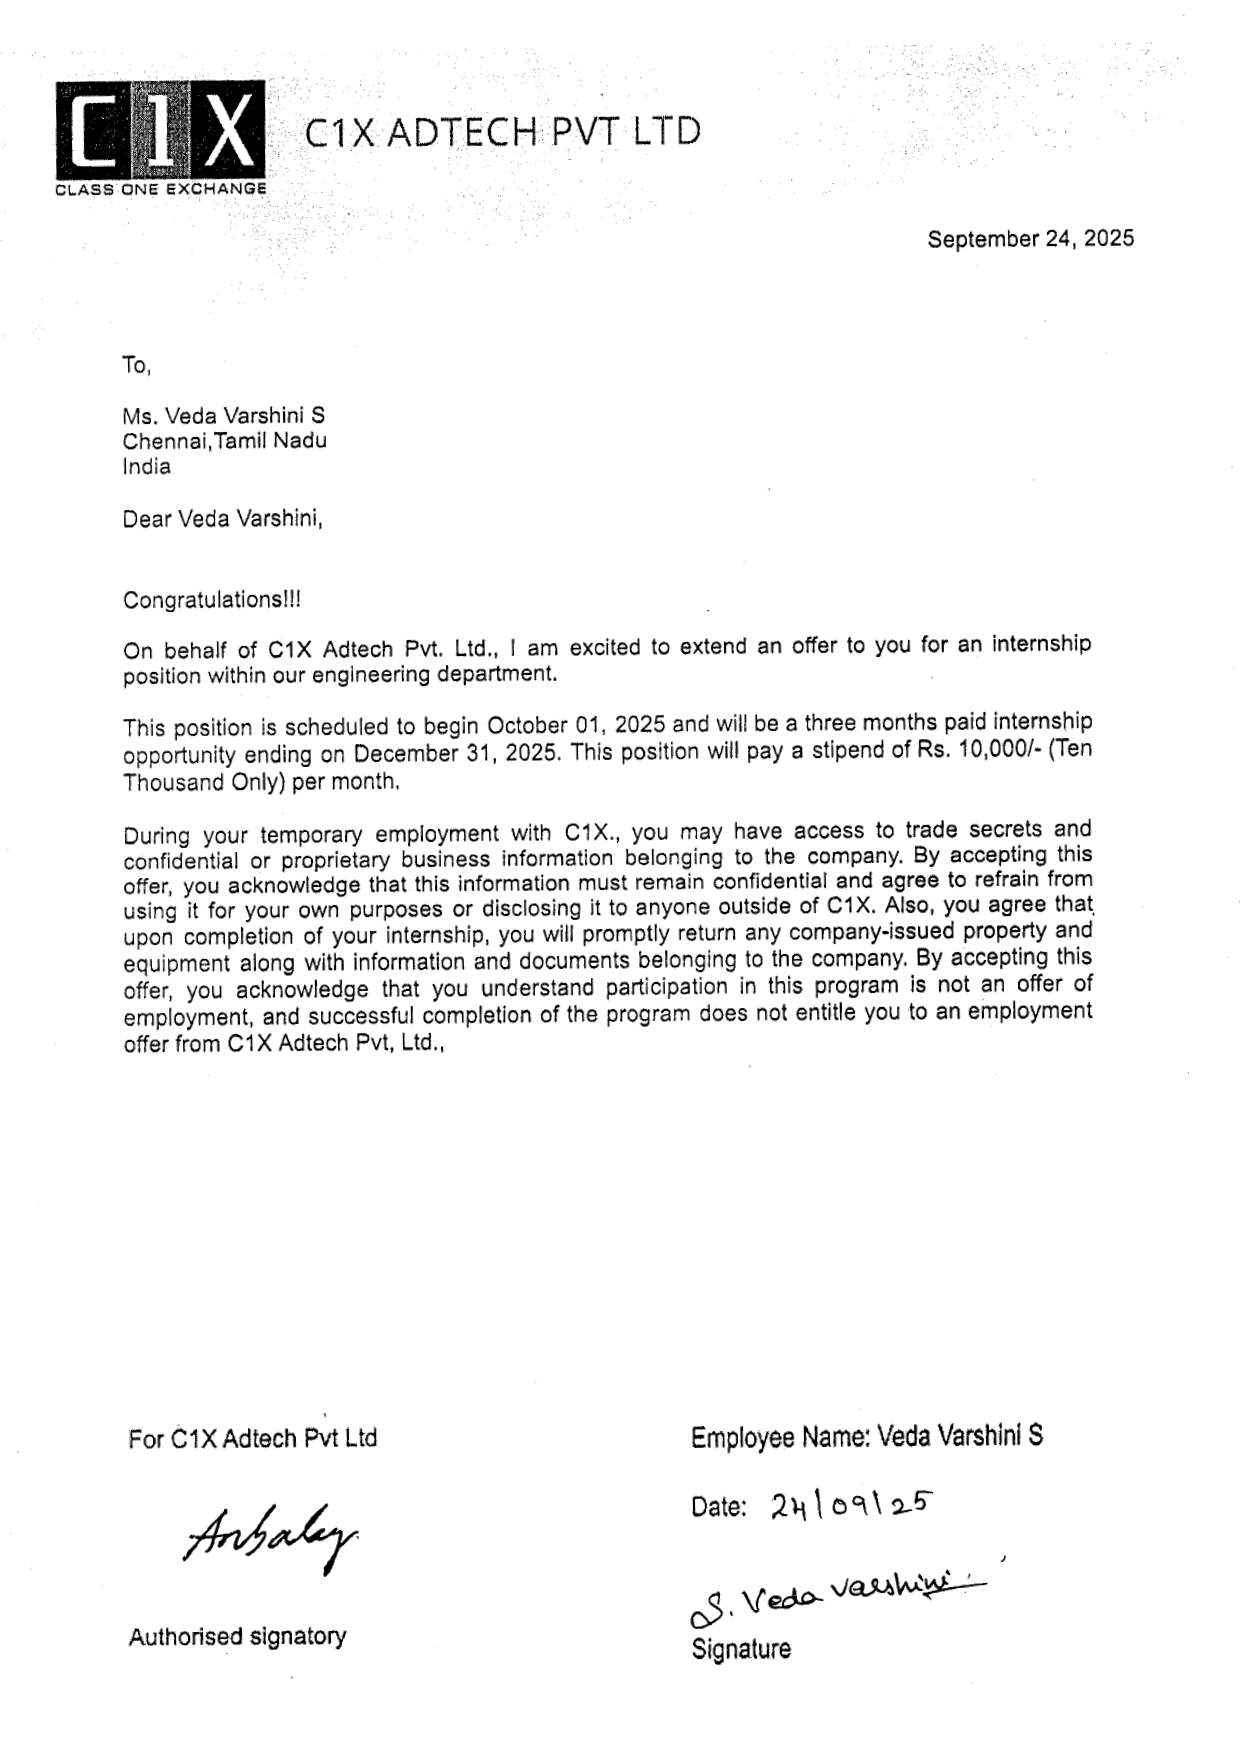 C1X
CLASS ONE EXCHANGE
C1X ADTECH PVT LTD
September 24, 2025
To,
Ms. Veda Varshini S
Chennai,Tamil Nadu
India
Dear Veda Varshini,
Congratulations!!!
On behalf of C1X Adtech Pvt. Ltd., I am excited to extend an offer to you for an internship
position within our engineering department.
This position is scheduled to begin October 01, 2025 and will be a three months paid internship
opportunity ending on December 31, 2025. This position will pay a stipend of Rs. 10,000/- (Ten
Thousand Only) per month.
During your temporary employment with C1X., you may have access to trade secrets and
confidential or proprietary business information belonging to the company. By accepting this
offer, you acknowledge that this information must remain confidential and agree to refrain from
using it for your own purposes or disclosing it to anyone outside of C1X. Also, you agree that
upon completion of your internship, you will promptly return any company-issued property and
equipment along with information and documents belonging to the company. By accepting this
offer, you acknowledge that you understand participation in this program is not an offer of
employment, and successful completion of the program does not entitle you to an employment
offer from C1X Adtech Pvt, Ltd.,
For C1X Adtech Pvt Ltd
Authorised signatory
Employee Name: Veda Varshini S
Date: 24/09/25
S. Veda Varshini
Signature